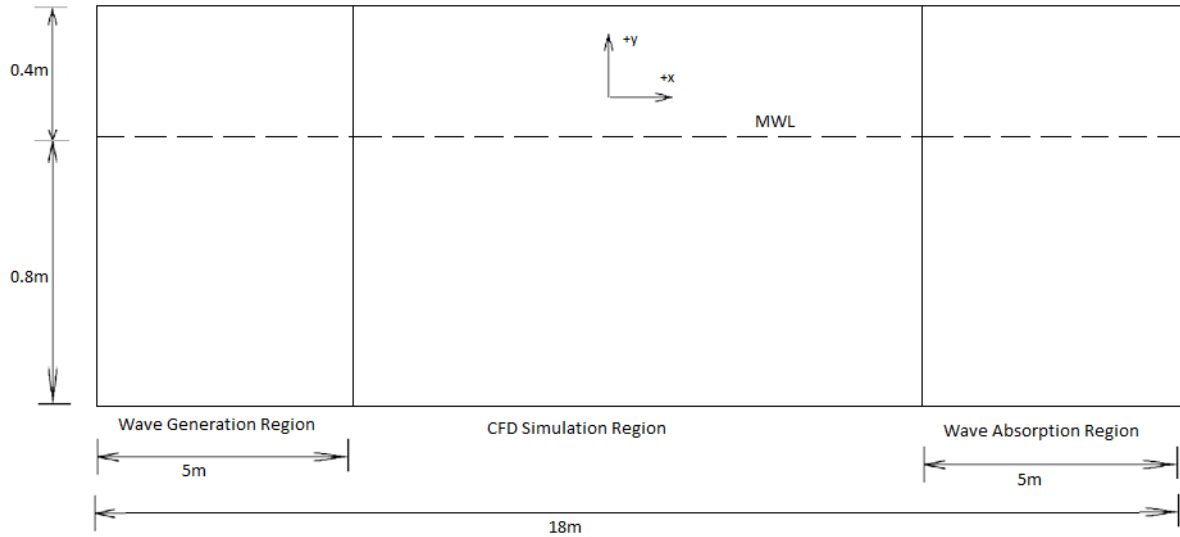 0.4m
+y
+x
MWL
0.8m
Wave Generation Region
CFD Simulation Region
Wave Absorption Region
5m
5m
18m